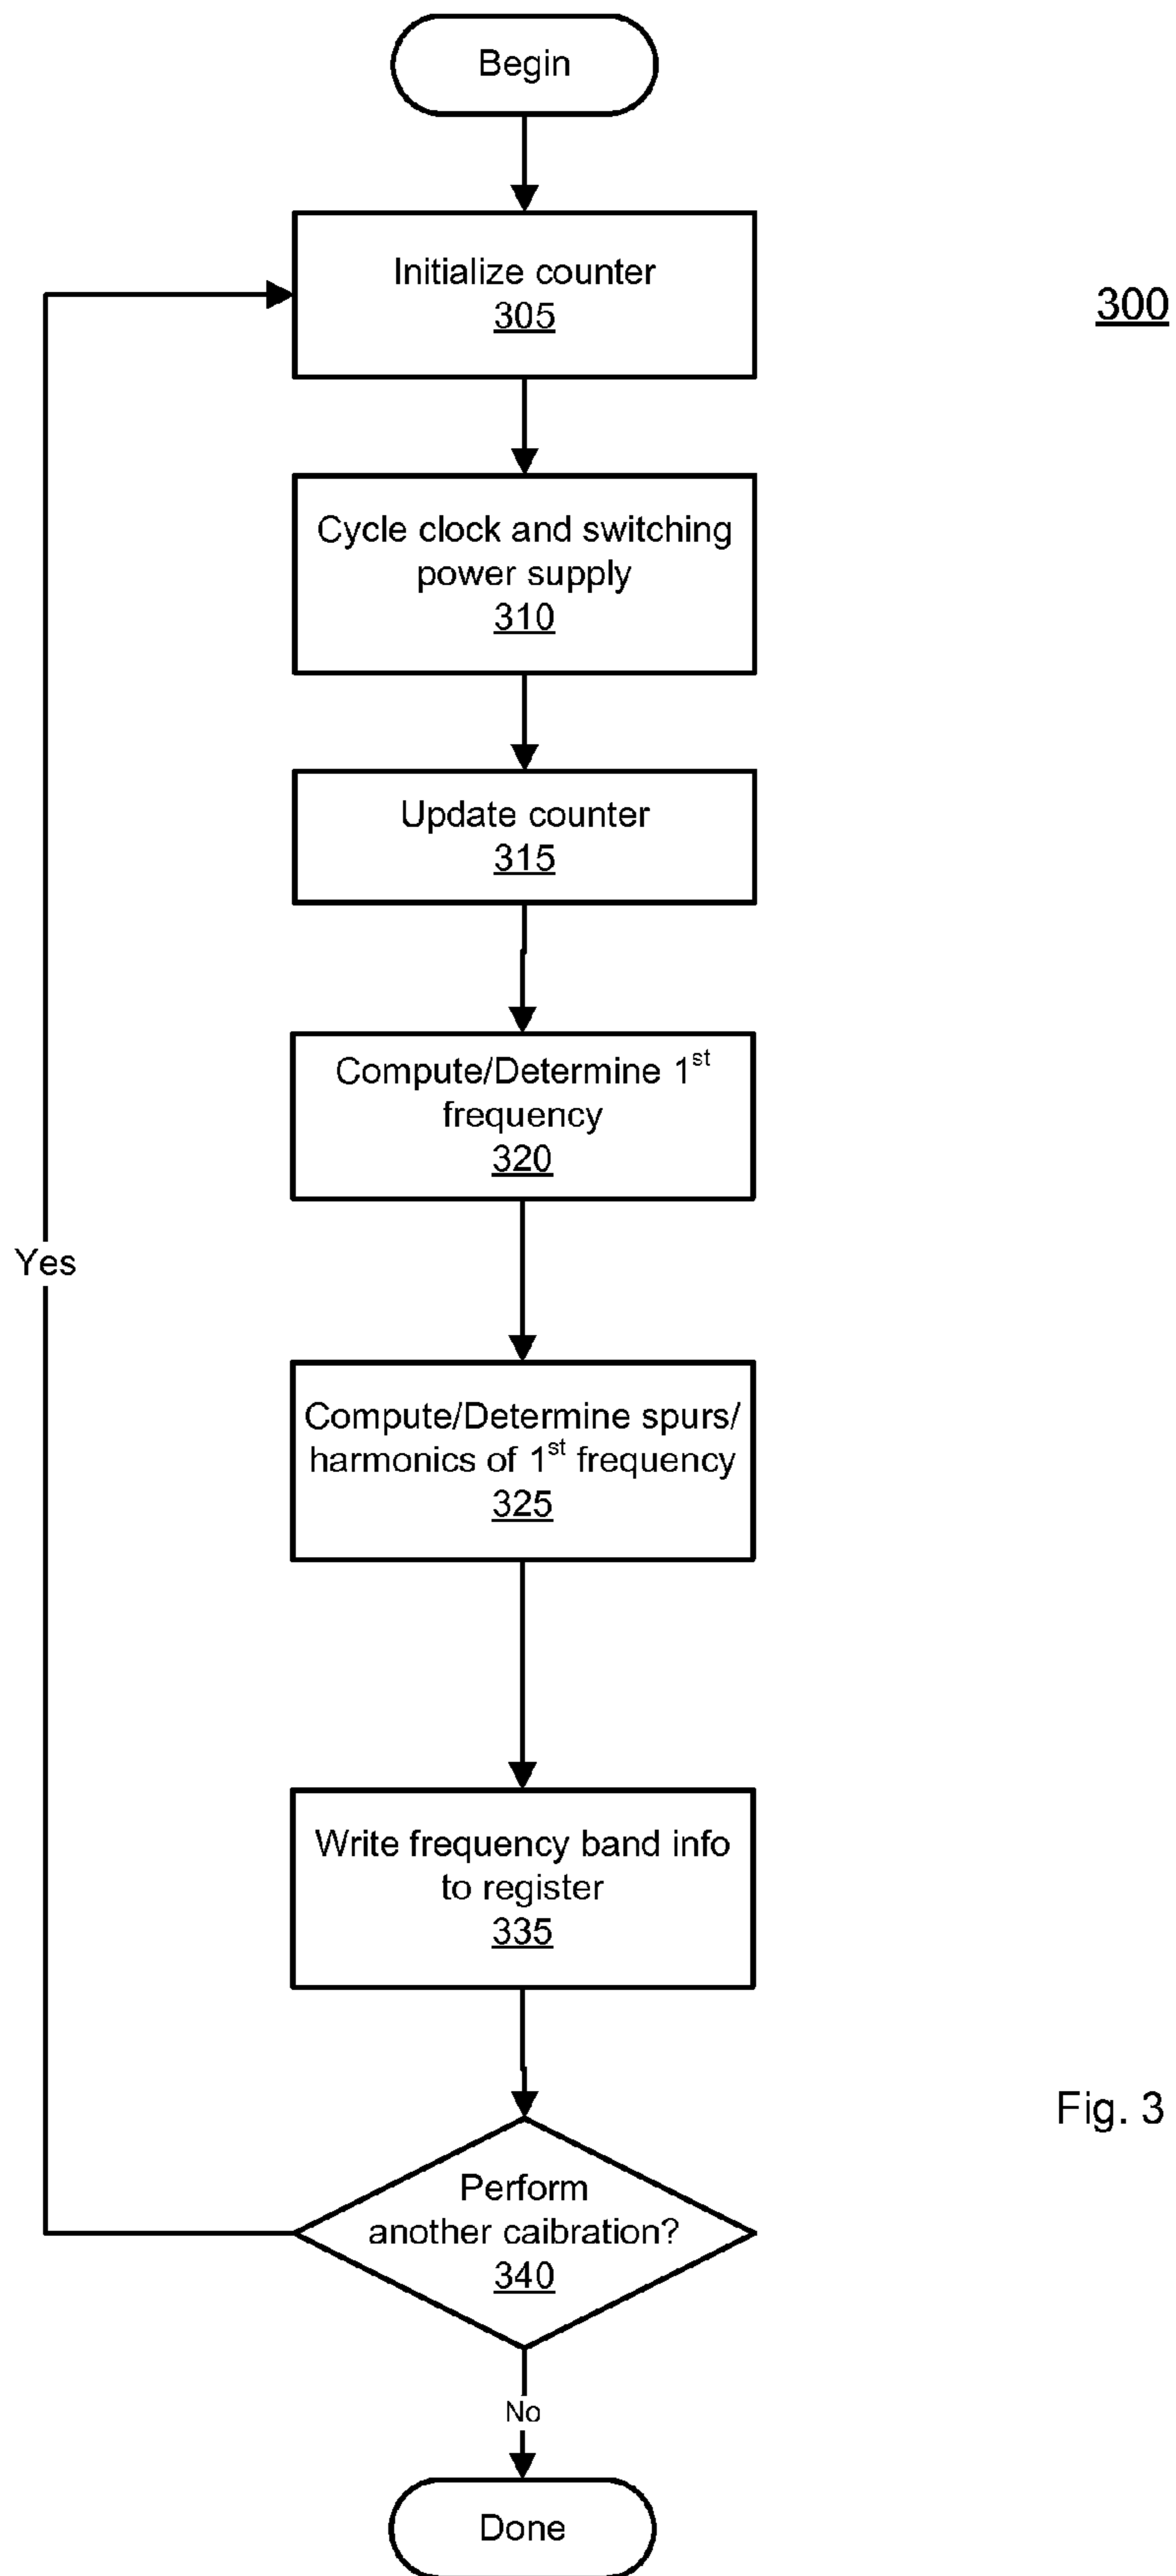 Begin
Initialize counter
305
300
Cycle clock and switching
power supply
310
Update counter
315
Compute/Determine 1st
frequency
320
Yes
Compute/Determine spurs/
harmonics of 1st frequency
325
Write frequency band info
to register
335
Fig. 3
Perform
another caibration?
340
No
Done